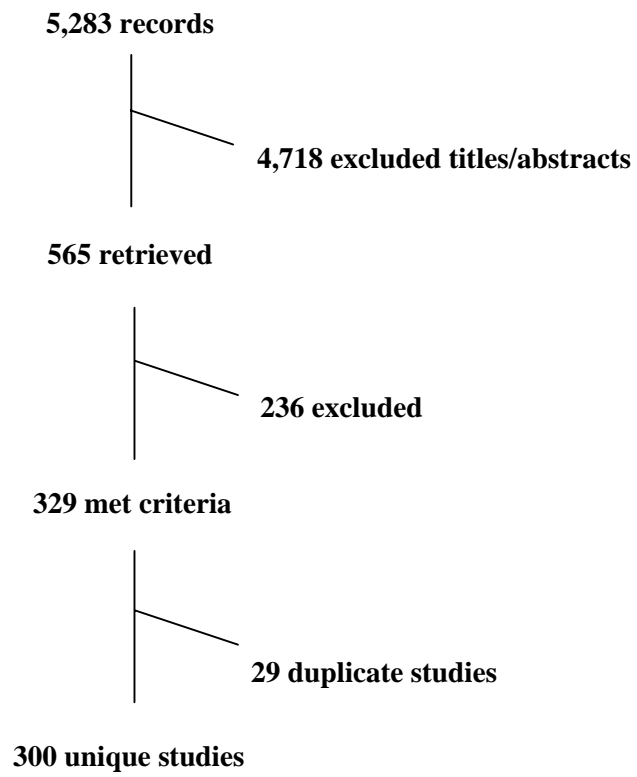 5,283 records
4,718 excluded titles/abstracts
565 retrieved
236 excluded
329 met criteria
29 duplicate studies
300 unique studies